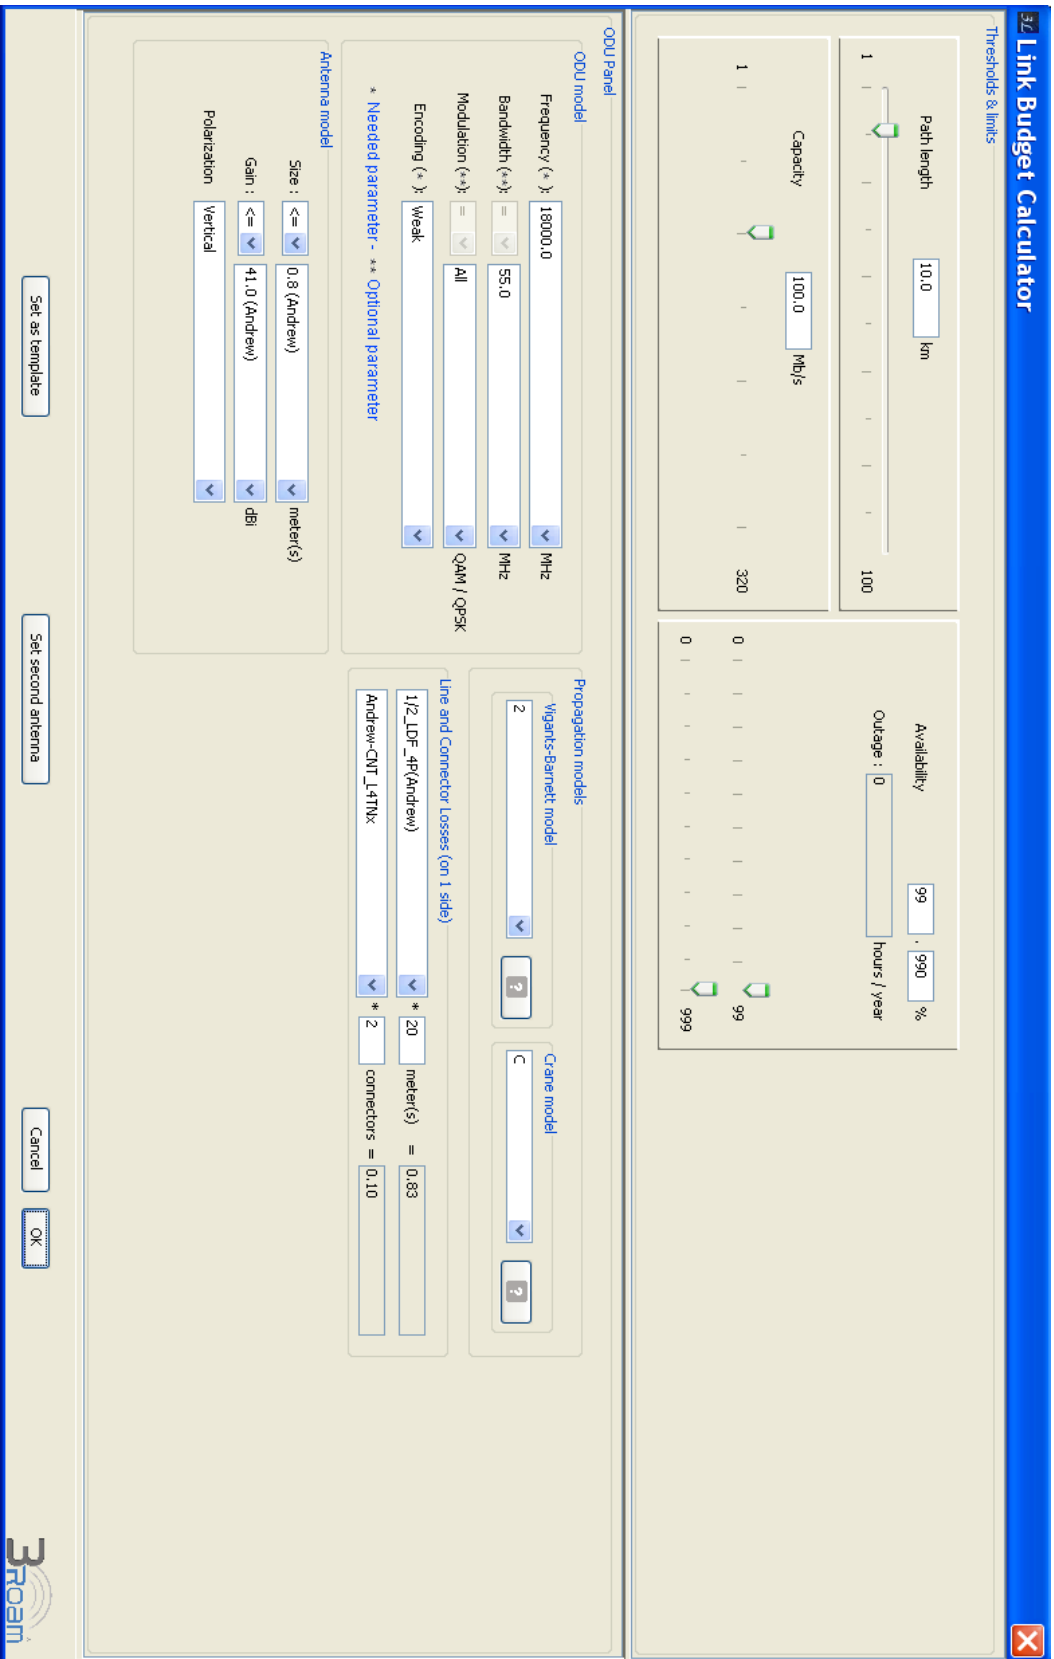 3L Link Budget Calculator
Thresholds & limits
Path length 10.0 km
1 100
Capacity 100.0 Mb/s
1 320
Availability 99 . 990 %
Outage : 0 hours / year
0 99
0 999
ODU Panel
ODU model
Frequency (* ): 18000.0 MHz
Bandwidth (**): = 55.0 MHz
Modulation (**): = All QAM / QPSK
Encoding (* ): Weak
* Needed parameter - ** Optional parameter
Antenna model
Size : <= 0.8 (Andrew) meter(s)
Gain : <= 41.0 (Andrew) dBi
Polarization Vertical
Propagation models
Vigants-Barnett model
2 ?
Crane model
C ?
Line and Connector Losses (on 1 side)
1/2_LDF_4P(Andrew) * 20 meter(s) = 0.83
Andrew-CNT_L4TNx * 2 connectors = 0.10
Set as template Set second antenna Cancel OK
3Roam